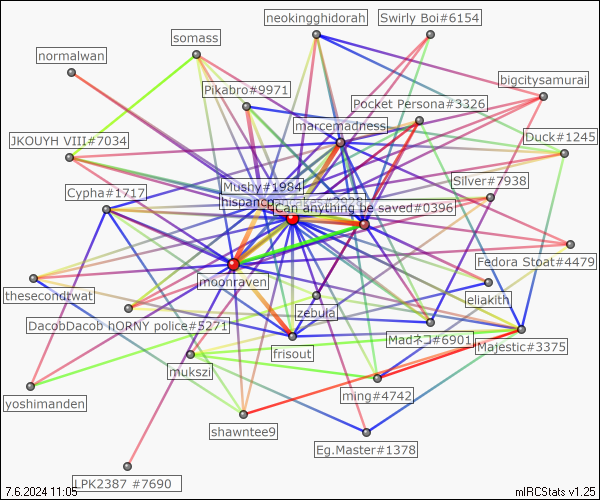 neokingghidorah
Swirly Boi#6154
somass
normalwan
bigcitysamurai
Pikabro#9971
Pocket Persona#3326
marcemadness
JKOUYH VIII#7034
Duck#1245
Mushy#1984
Silver#7938
Cypha#1717
hispancp
Can anything be saved#0396
Fedora Stoat#4479
moonraven
eliakith
thesecondtwat
zebula
DacobDacob hORNY police#5271
Madネコ#6901
Majestic#3375
frisout
mukszi
ming#4742
yoshimanden
shawntee9
Eg.Master#1378
LPK2387 #7690
7.6.2024 11:05
mIRCStats v1.25